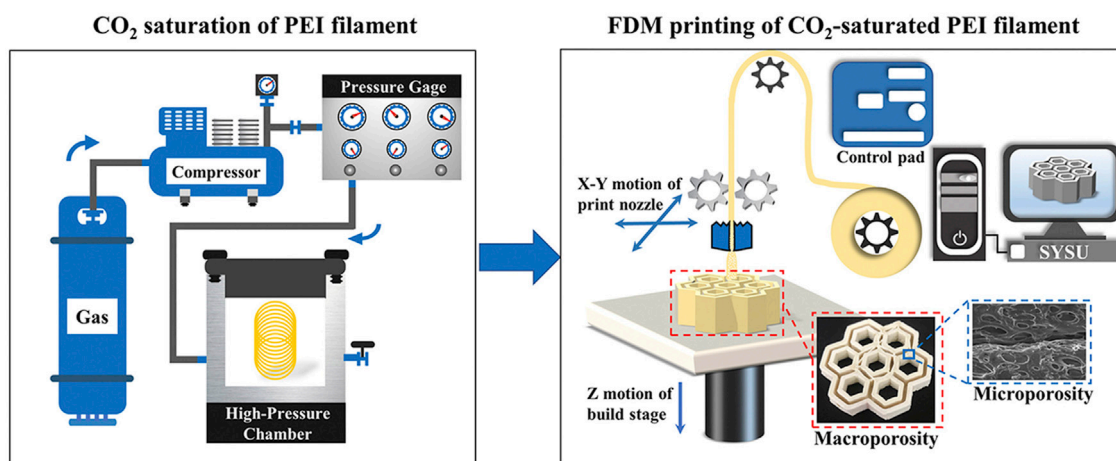 CO₂ saturation of PEI filament
Pressure Gage
Compressor
Gas
High-Pressure
Chamber
FDM printing of CO₂-saturated PEI filament
Control pad
X-Y motion of
print nozzle
SYSU
Z motion of
build stage
Microporosity
Macroporosity